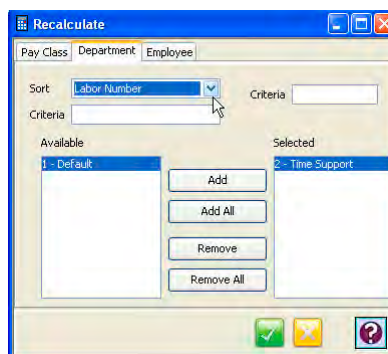 Recalculate
Pay Class Department Employee
Sort Labor Number Criteria
Criteria
Available Selected
1 - Default 2 - Time Support
Add
Add All
Remove
Remove All
?